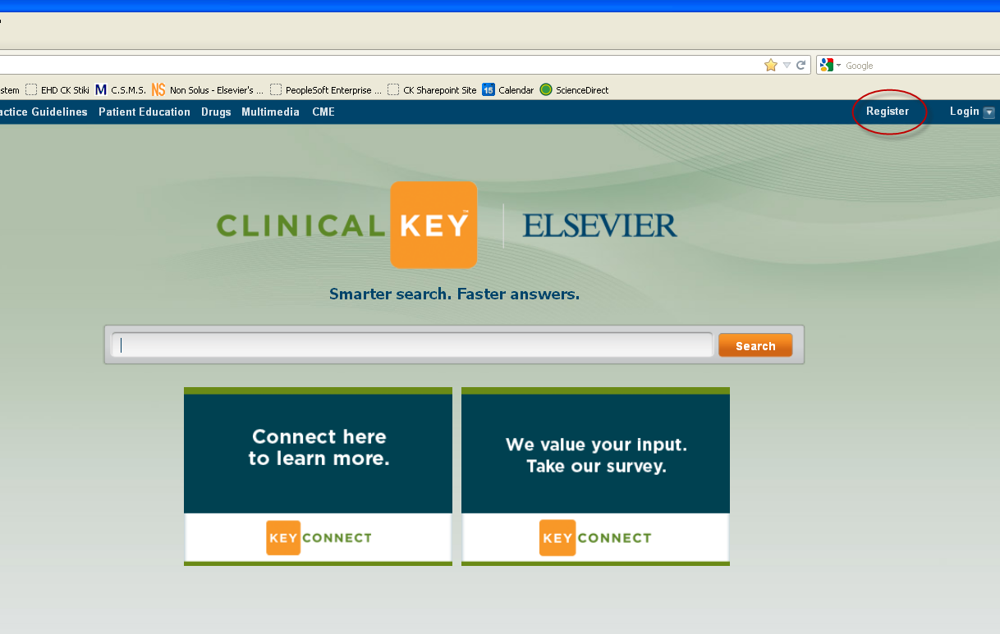 Google
stem EHD CK Stiki M C.S.M.S. NS Non Solus - Elsevier's ... PeopleSoft Enterprise ... CK Sharepoint Site 15 Calendar ScienceDirect
actice Guidelines Patient Education Drugs Multimedia CME Register Login
CLINICAL KEY™ ELSEVIER
Smarter search. Faster answers.
Search
Connect here
to learn more.
KEY CONNECT
We value your input.
Take our survey.
KEY CONNECT